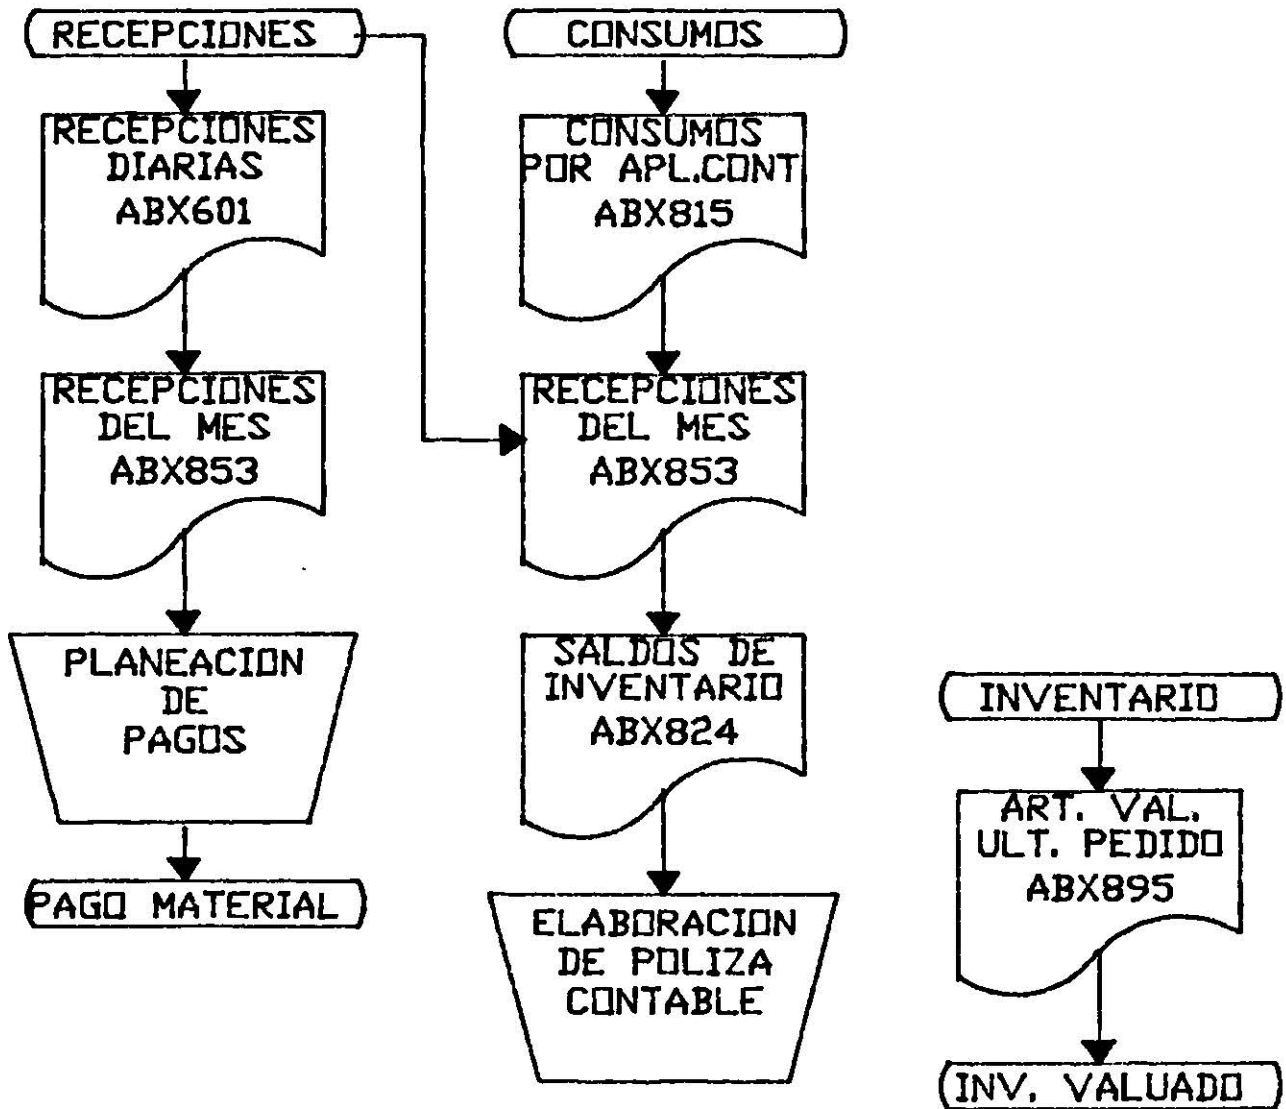 RECEPCIONES
RECEPCIONES
DIARIAS
ABX601
RECEPCIONES
DEL MES
ABX853
PLANEACION
DE
PAGOS
PAGO MATERIAL
CONSUMOS
CONSUMOS
POR APL.CONT
ABX815
RECEPCIONES
DEL MES
ABX853
SALDOS DE
INVENTARIO
ABX824
ELABORACION
DE POLIZA
CONTABLE
INVENTARIO
ART. VAL.
ULT. PEDIDO
ABX895
INV. VALUADO